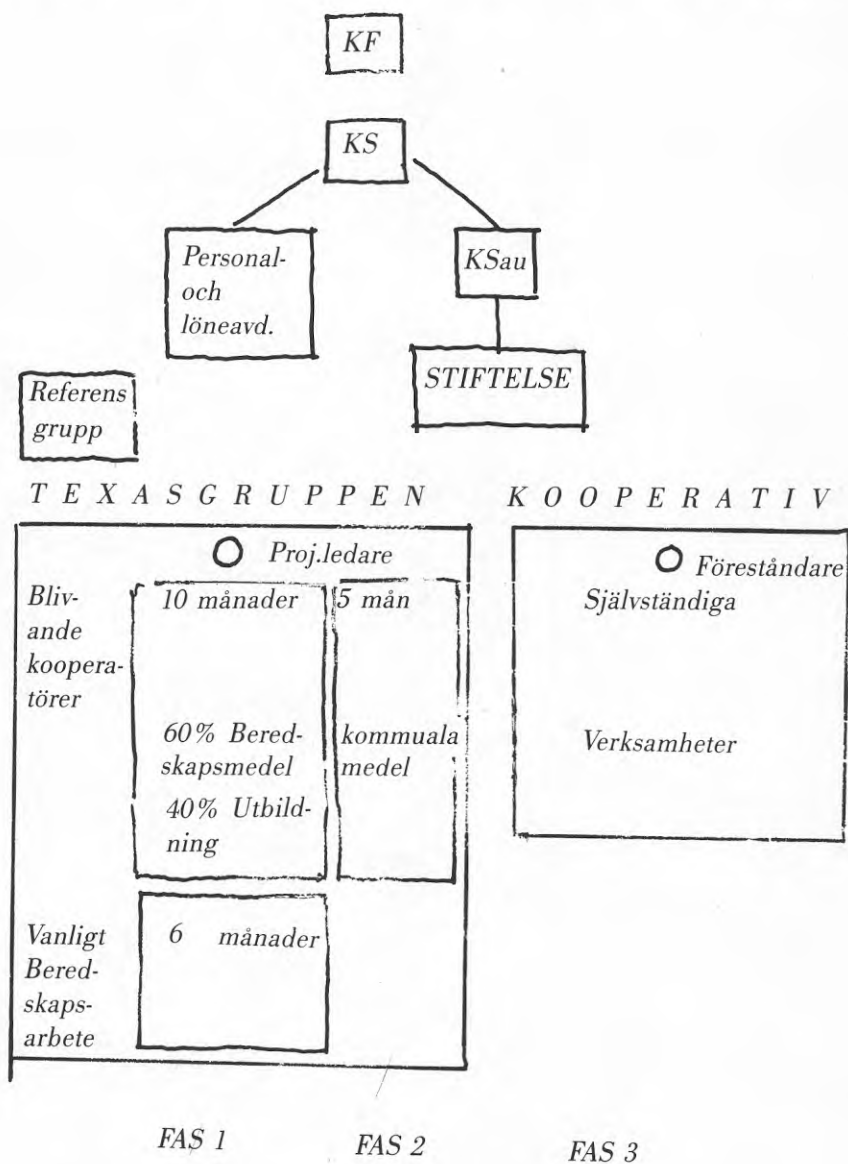 KF
KS
Personal-
och
löneavd.
KSau
STIFTELSE
Referens
grupp
TEXASGRUPPEN
KOOPERATIV
Proj.ledare
Bliv-
ande
koopera-
törer
10 månader
60% Bered-
skapsmedel
40% Utbild-
ning
5 mån
kommuala
medel
Föreståndare
Självständiga
Verksamheter
Vanligt
Bered-
skaps-
arbete
6 månader
FAS 1
FAS 2
FAS 3